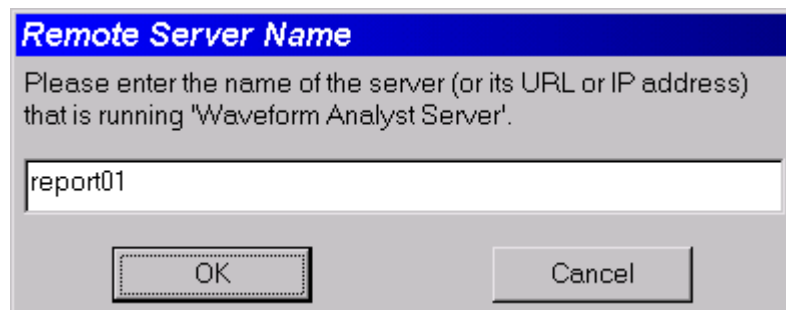 Remote Server Name
Please enter the name of the server (or its URL or IP address)
that is running 'Waveform Analyst Server'.
report01
OK
Cancel